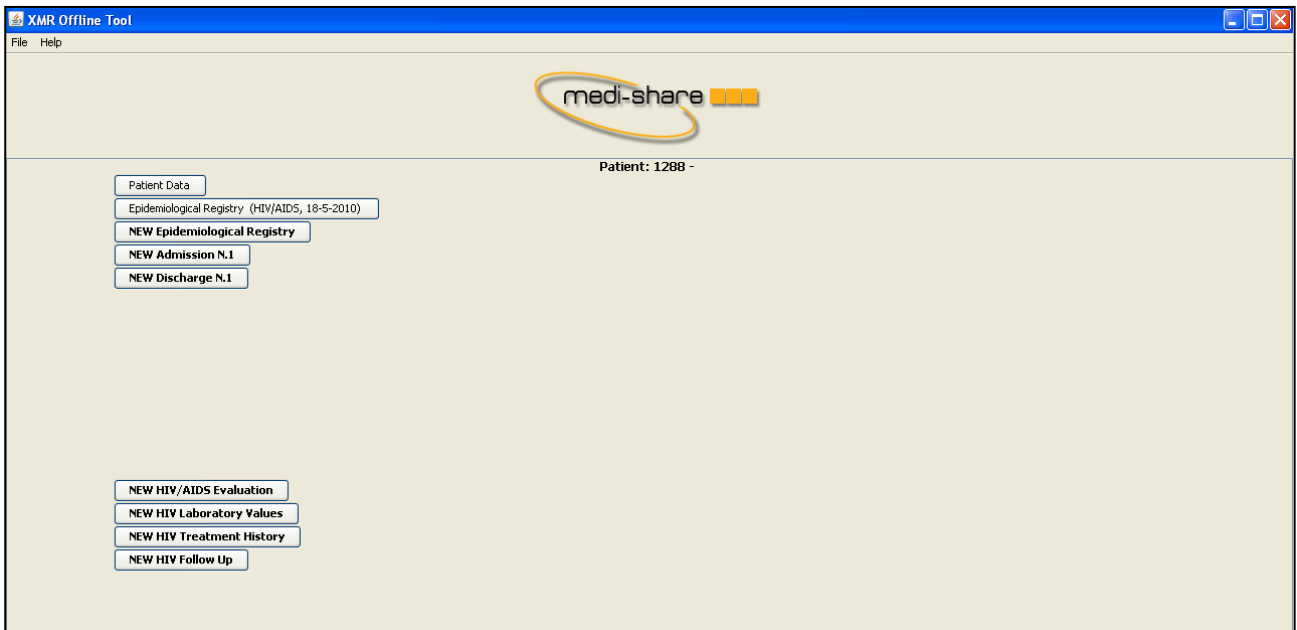 XMR Offline Tool
File Help
medi-share
Patient: 1288 -
Patient Data
Epidemiological Registry (HIV/AIDS, 18-5-2010)
NEW Epidemiological Registry
NEW Admission N.1
NEW Discharge N.1
NEW HIV/AIDS Evaluation
NEW HIV Laboratory Values
NEW HIV Treatment History
NEW HIV Follow Up